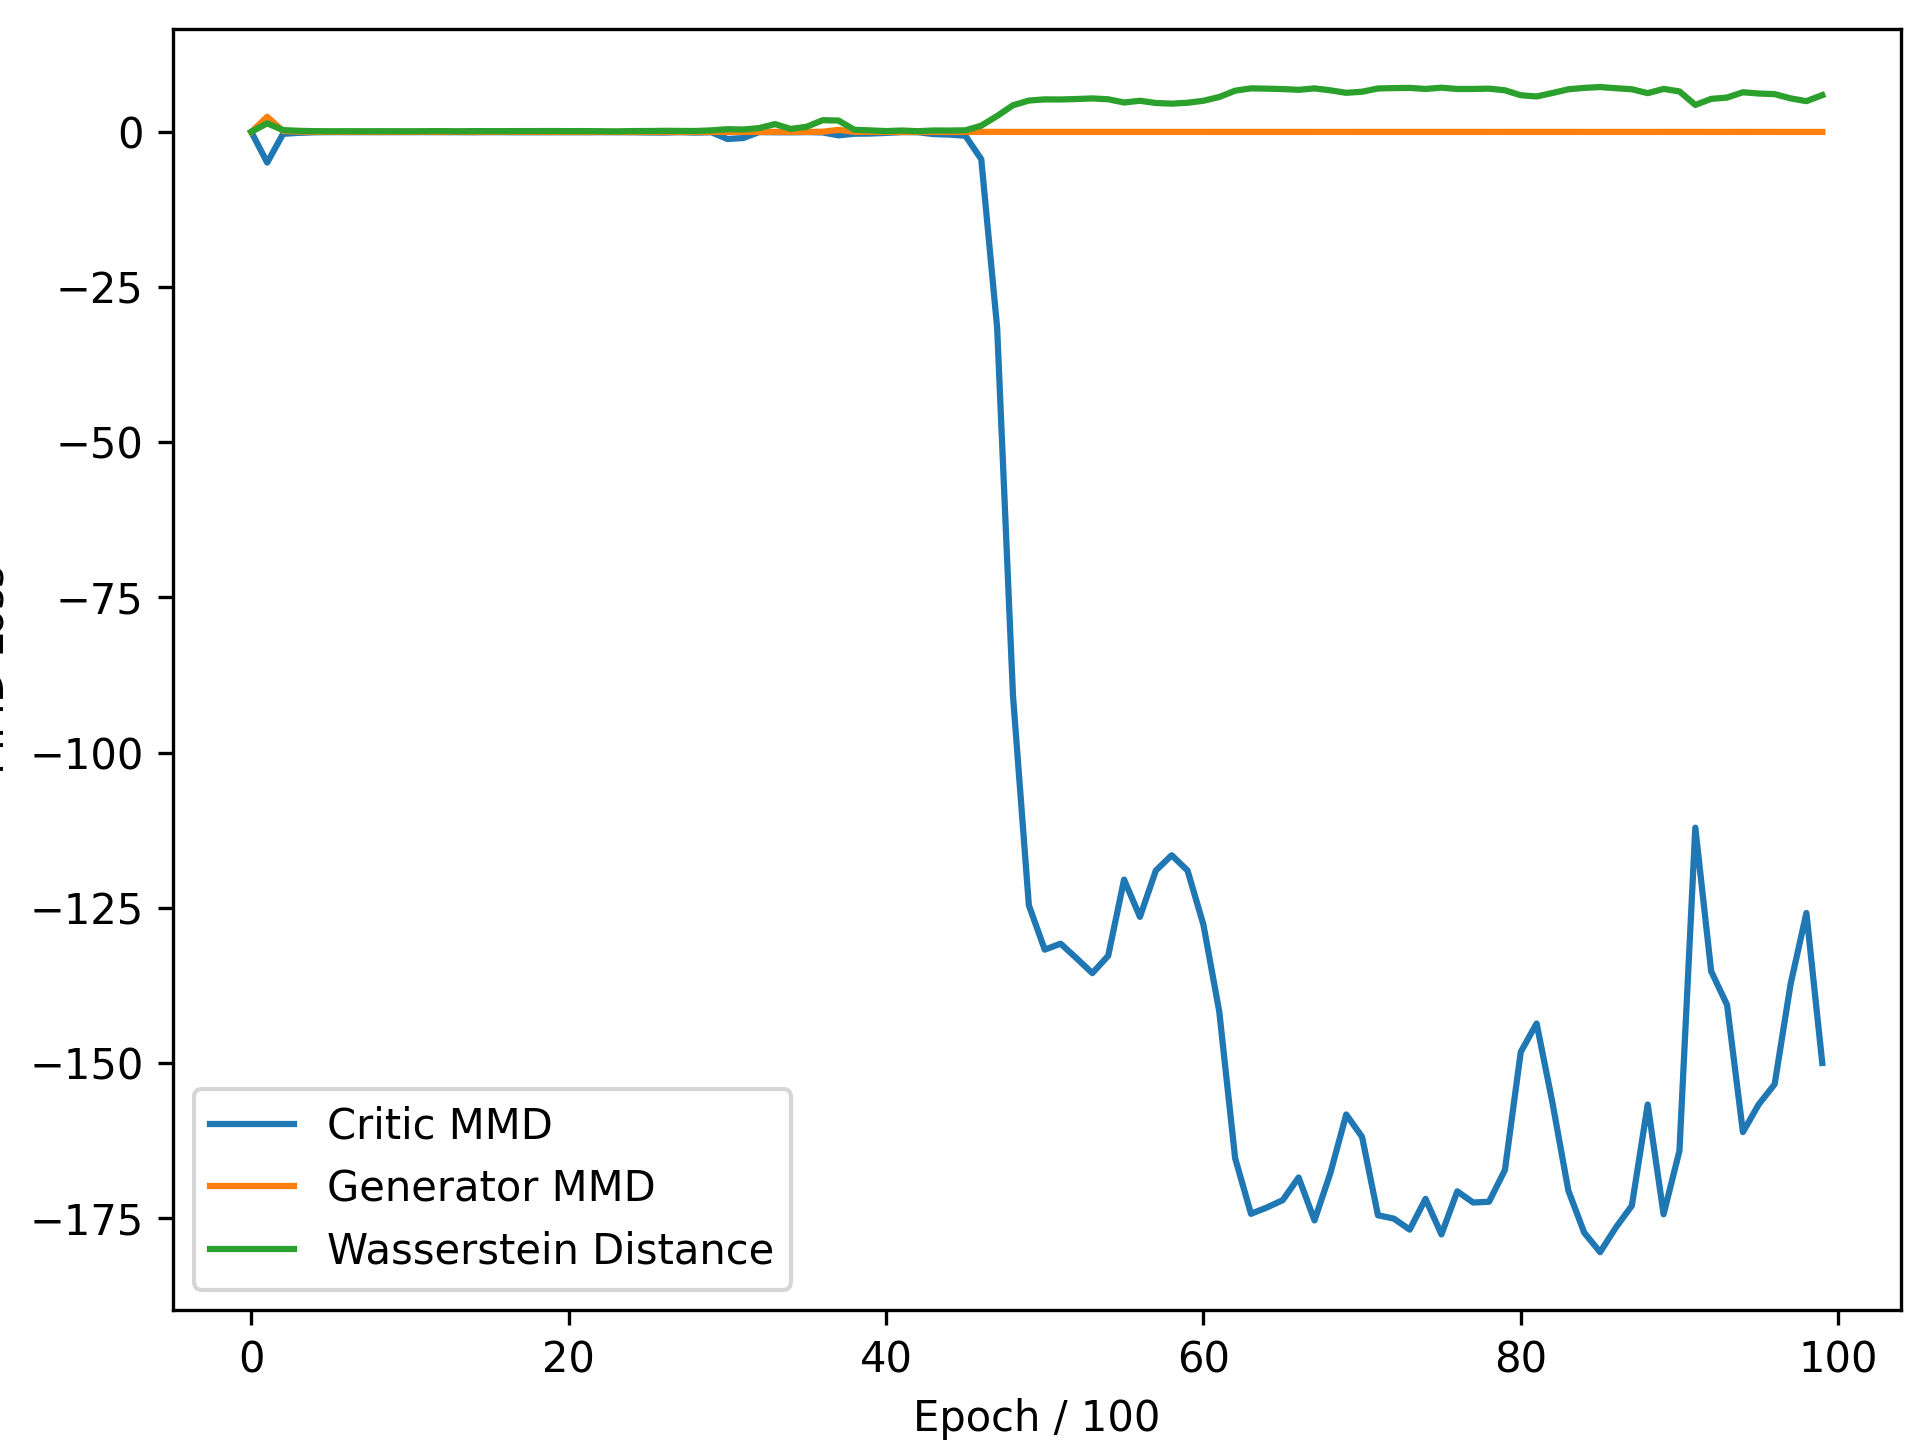 0
−25
−50
−75
−100
−125
−150
−175
Critic MMD
Generator MMD
Wasserstein Distance
0 20 40 60 80 100
Epoch / 100